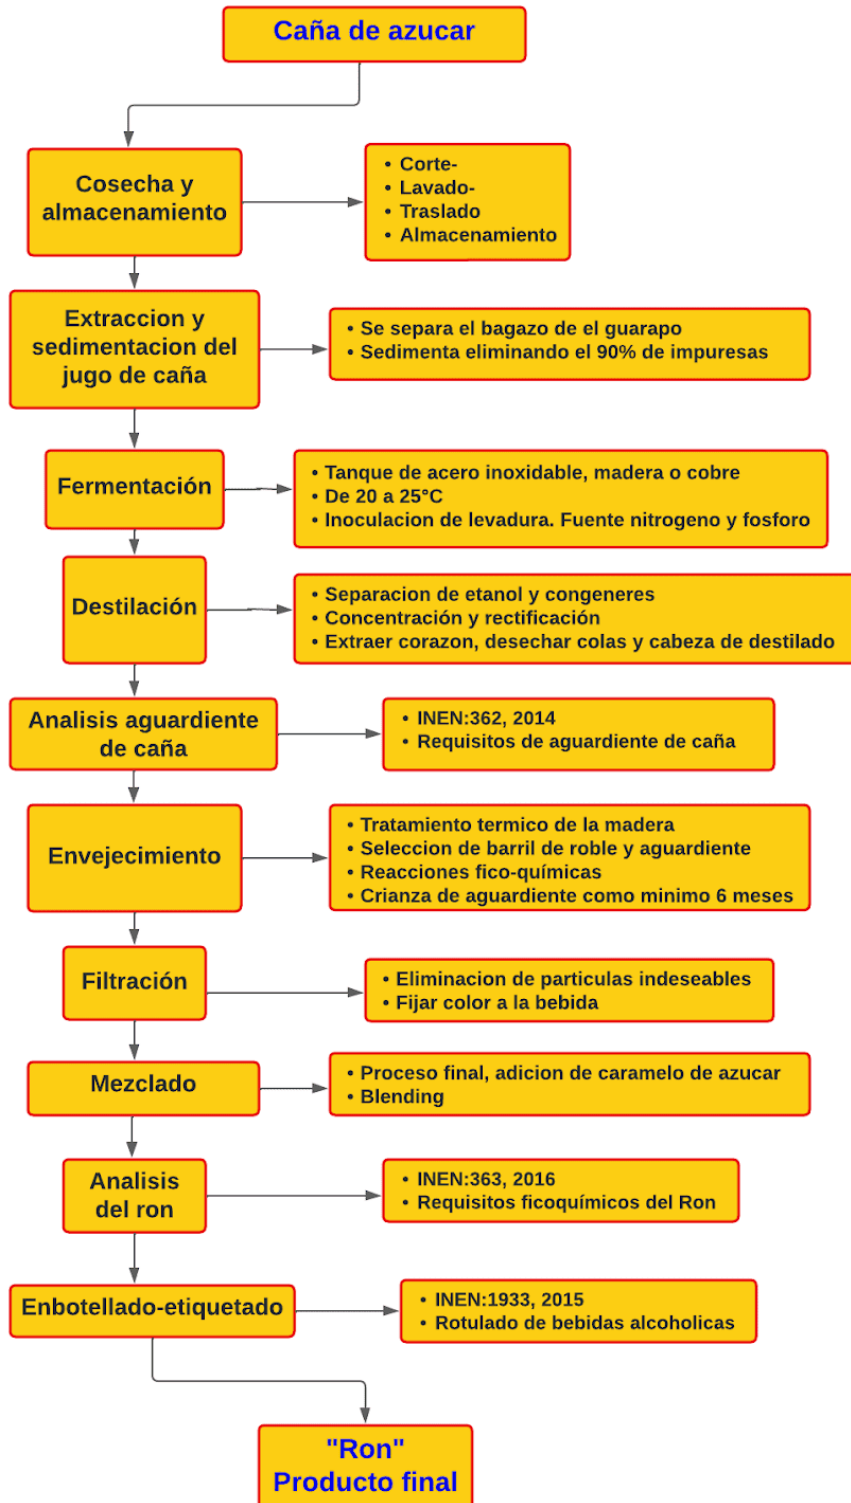 Caña de azucar
Cosecha y
almacenamiento
• Corte-
• Lavado-
• Traslado
• Almacenamiento
Extraccion y
sedimentacion del
jugo de caña
• Se separa el bagazo de el guarapo
• Sedimenta eliminando el 90% de impuresas
Fermentación
• Tanque de acero inoxidable, madera o cobre
• De 20 a 25°C
• Inoculacion de levadura. Fuente nitrogeno y fosforo
Destilación
• Separacion de etanol y congeneres
• Concentración y rectificación
• Extraer corazon, desechar colas y cabeza de destilado
Analisis aguardiente
de caña
• INEN:362, 2014
• Requisitos de aguardiente de caña
Envejecimiento
• Tratamiento termico de la madera
• Seleccion de barril de roble y aguardiente
• Reacciones fico-químicas
• Crianza de aguardiente como minimo 6 meses
Filtración
• Eliminacion de particulas indeseables
• Fijar color a la bebida
Mezclado
• Proceso final, adicion de caramelo de azucar
• Blending
Analisis
del ron
• INEN:363, 2016
• Requisitos ficoquímicos del Ron
Enbotellado-etiquetado
• INEN:1933, 2015
• Rotulado de bebidas alcoholicas
"Ron"
Producto final